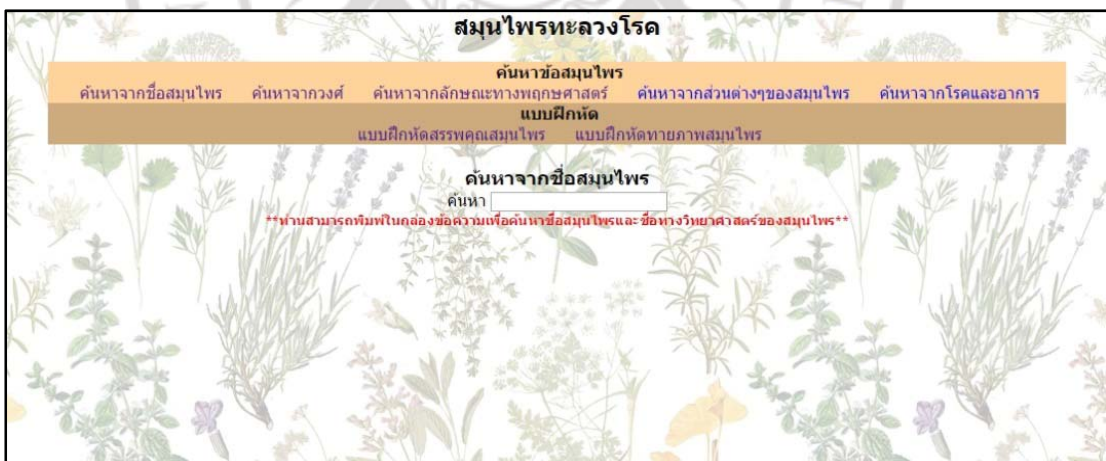 สมุนไพรทะลวงโรค
ค้นหาข้อสมุนไพร
ค้นหาจากชื่อสมุนไพร ค้นหาจากวงศ์ ค้นหาจากลักษณะทางพฤกษศาสตร์ ค้นหาจากส่วนต่างๆของสมุนไพร ค้นหาจากโรคและอาการ
แบบฝึกหัด
แบบฝึกหัดสรรพคุณสมุนไพร แบบฝึกหัดทายภาพสมุนไพร
ค้นหาจากชื่อสมุนไพร
ค้นหา
**ท่านสามารถพิมพ์ในกล่องข้อความเพื่อค้นหาชื่อสมุนไพรและชื่อทางวิทยาศาสตร์ของสมุนไพร**